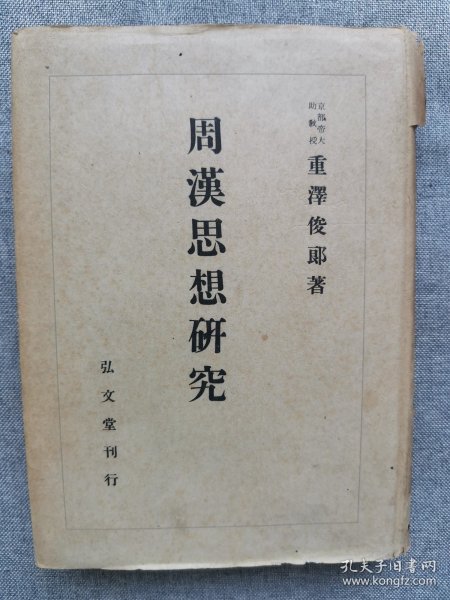 京都帝大
助教授
重澤俊郎著
周漢思想研究
弘文堂刊行
孔夫子旧书网
www.kongfz.com